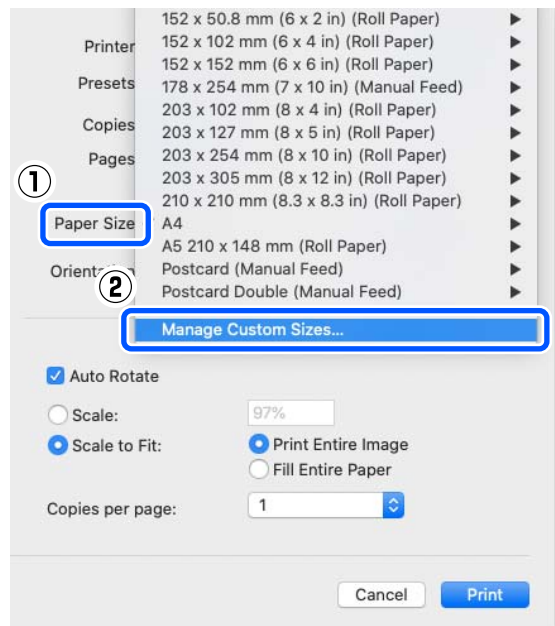 152 x 50.8 mm (6 x 2 in) (Roll Paper)
Printer 152 x 102 mm (6 x 4 in) (Roll Paper)
152 x 152 mm (6 x 6 in) (Roll Paper)
Presets 178 x 254 mm (7 x 10 in) (Manual Feed)
203 x 102 mm (8 x 4 in) (Roll Paper)
Copies 203 x 127 mm (8 x 5 in) (Roll Paper)
Pages 203 x 254 mm (8 x 10 in) (Roll Paper)
① 203 x 305 mm (8 x 12 in) (Roll Paper)
210 x 210 mm (8.3 x 8.3 in) (Roll Paper)
Paper Size A4
A5 210 x 148 mm (Roll Paper)
Postcard (Manual Feed)
② Postcard Double (Manual Feed)
Manage Custom Sizes...
Auto Rotate
Scale: 97%
Scale to Fit: Print Entire Image
Fill Entire Paper
Copies per page: 1
Cancel Print